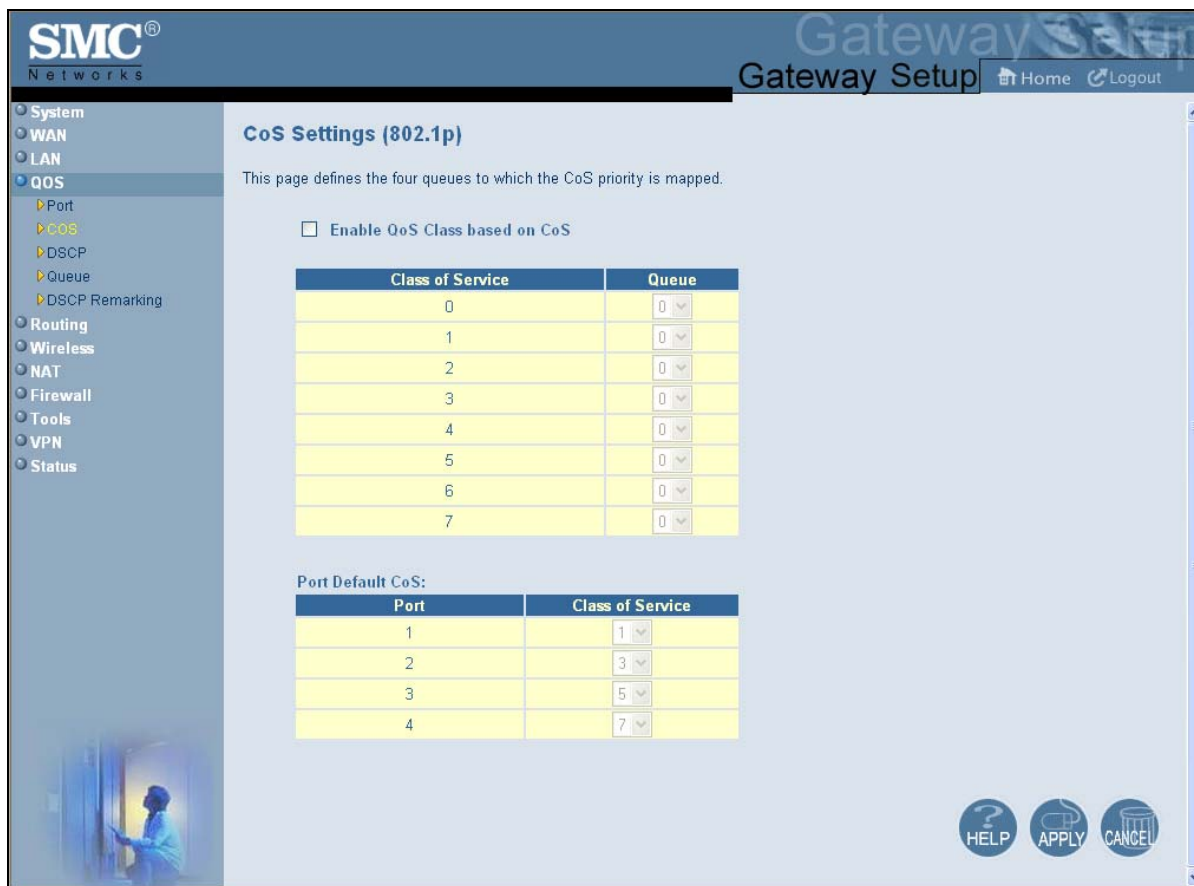 SMC®
Networks
Gateway Setup
Gateway Setup
Home
Logout
System
WAN
LAN
QOS
Port
COS
DSCP
Queue
DSCP Remarking
Routing
Wireless
NAT
Firewall
Tools
VPN
Status
CoS Settings (802.1p)
This page defines the four queues to which the CoS priority is mapped.
Enable QoS Class based on CoS
Class of Service Queue
0 0
1 0
2 0
3 0
4 0
5 0
6 0
7 0
Port Default CoS:
Port Class of Service
1 1
2 3
3 5
4 7
? HELP
APPLY
CANCEL